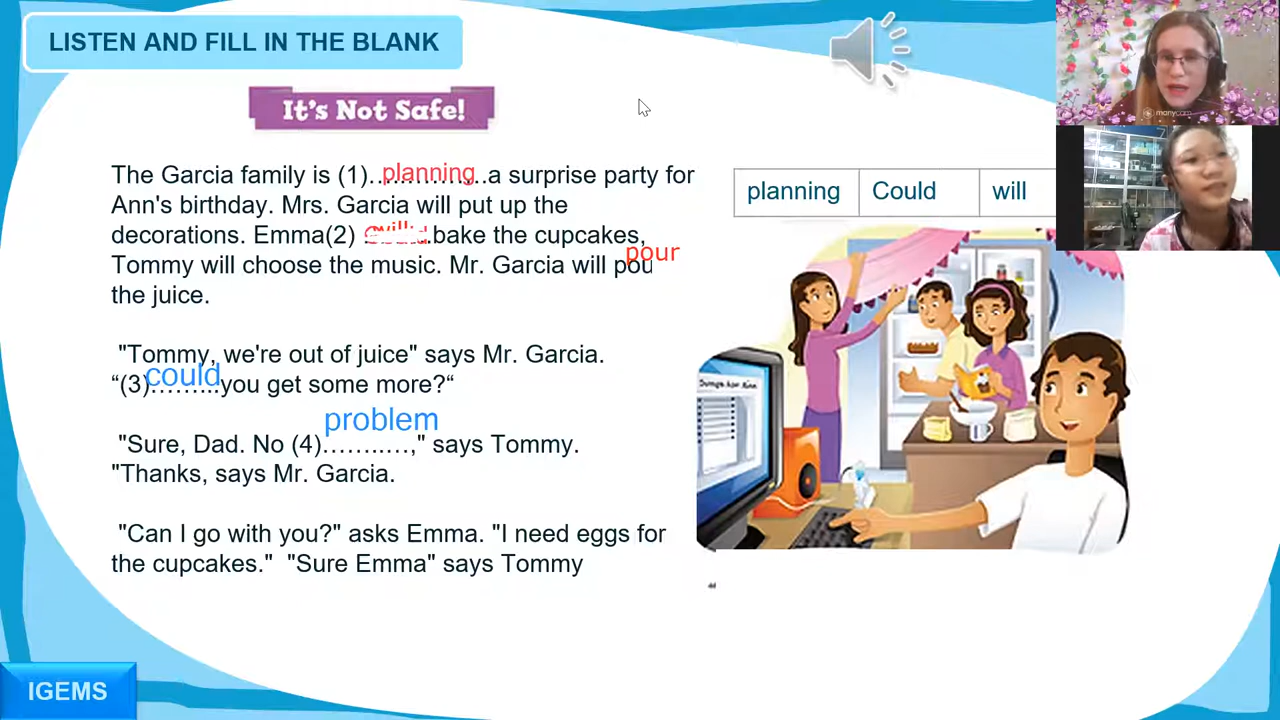 LISTEN AND FILL IN THE BLANK
It's Not Safe!
The Garcia family is (1)...planning...a surprise party for
Ann's birthday. Mrs. Garcia will put up the
decorations. Emma(2) will bake the cupcakes,
pour
Tommy will choose the music. Mr. Garcia will pou
the juice.
"Tommy, we're out of juice" says Mr. Garcia.
could
“(3)……...you get some more?“
problem
"Sure, Dad. No (4)……..…," says Tommy.
"Thanks, says Mr. Garcia.
"Can I go with you?" asks Emma. "I need eggs for
the cupcakes." "Sure Emma" says Tommy
planning Could will
manycam
IGEMS